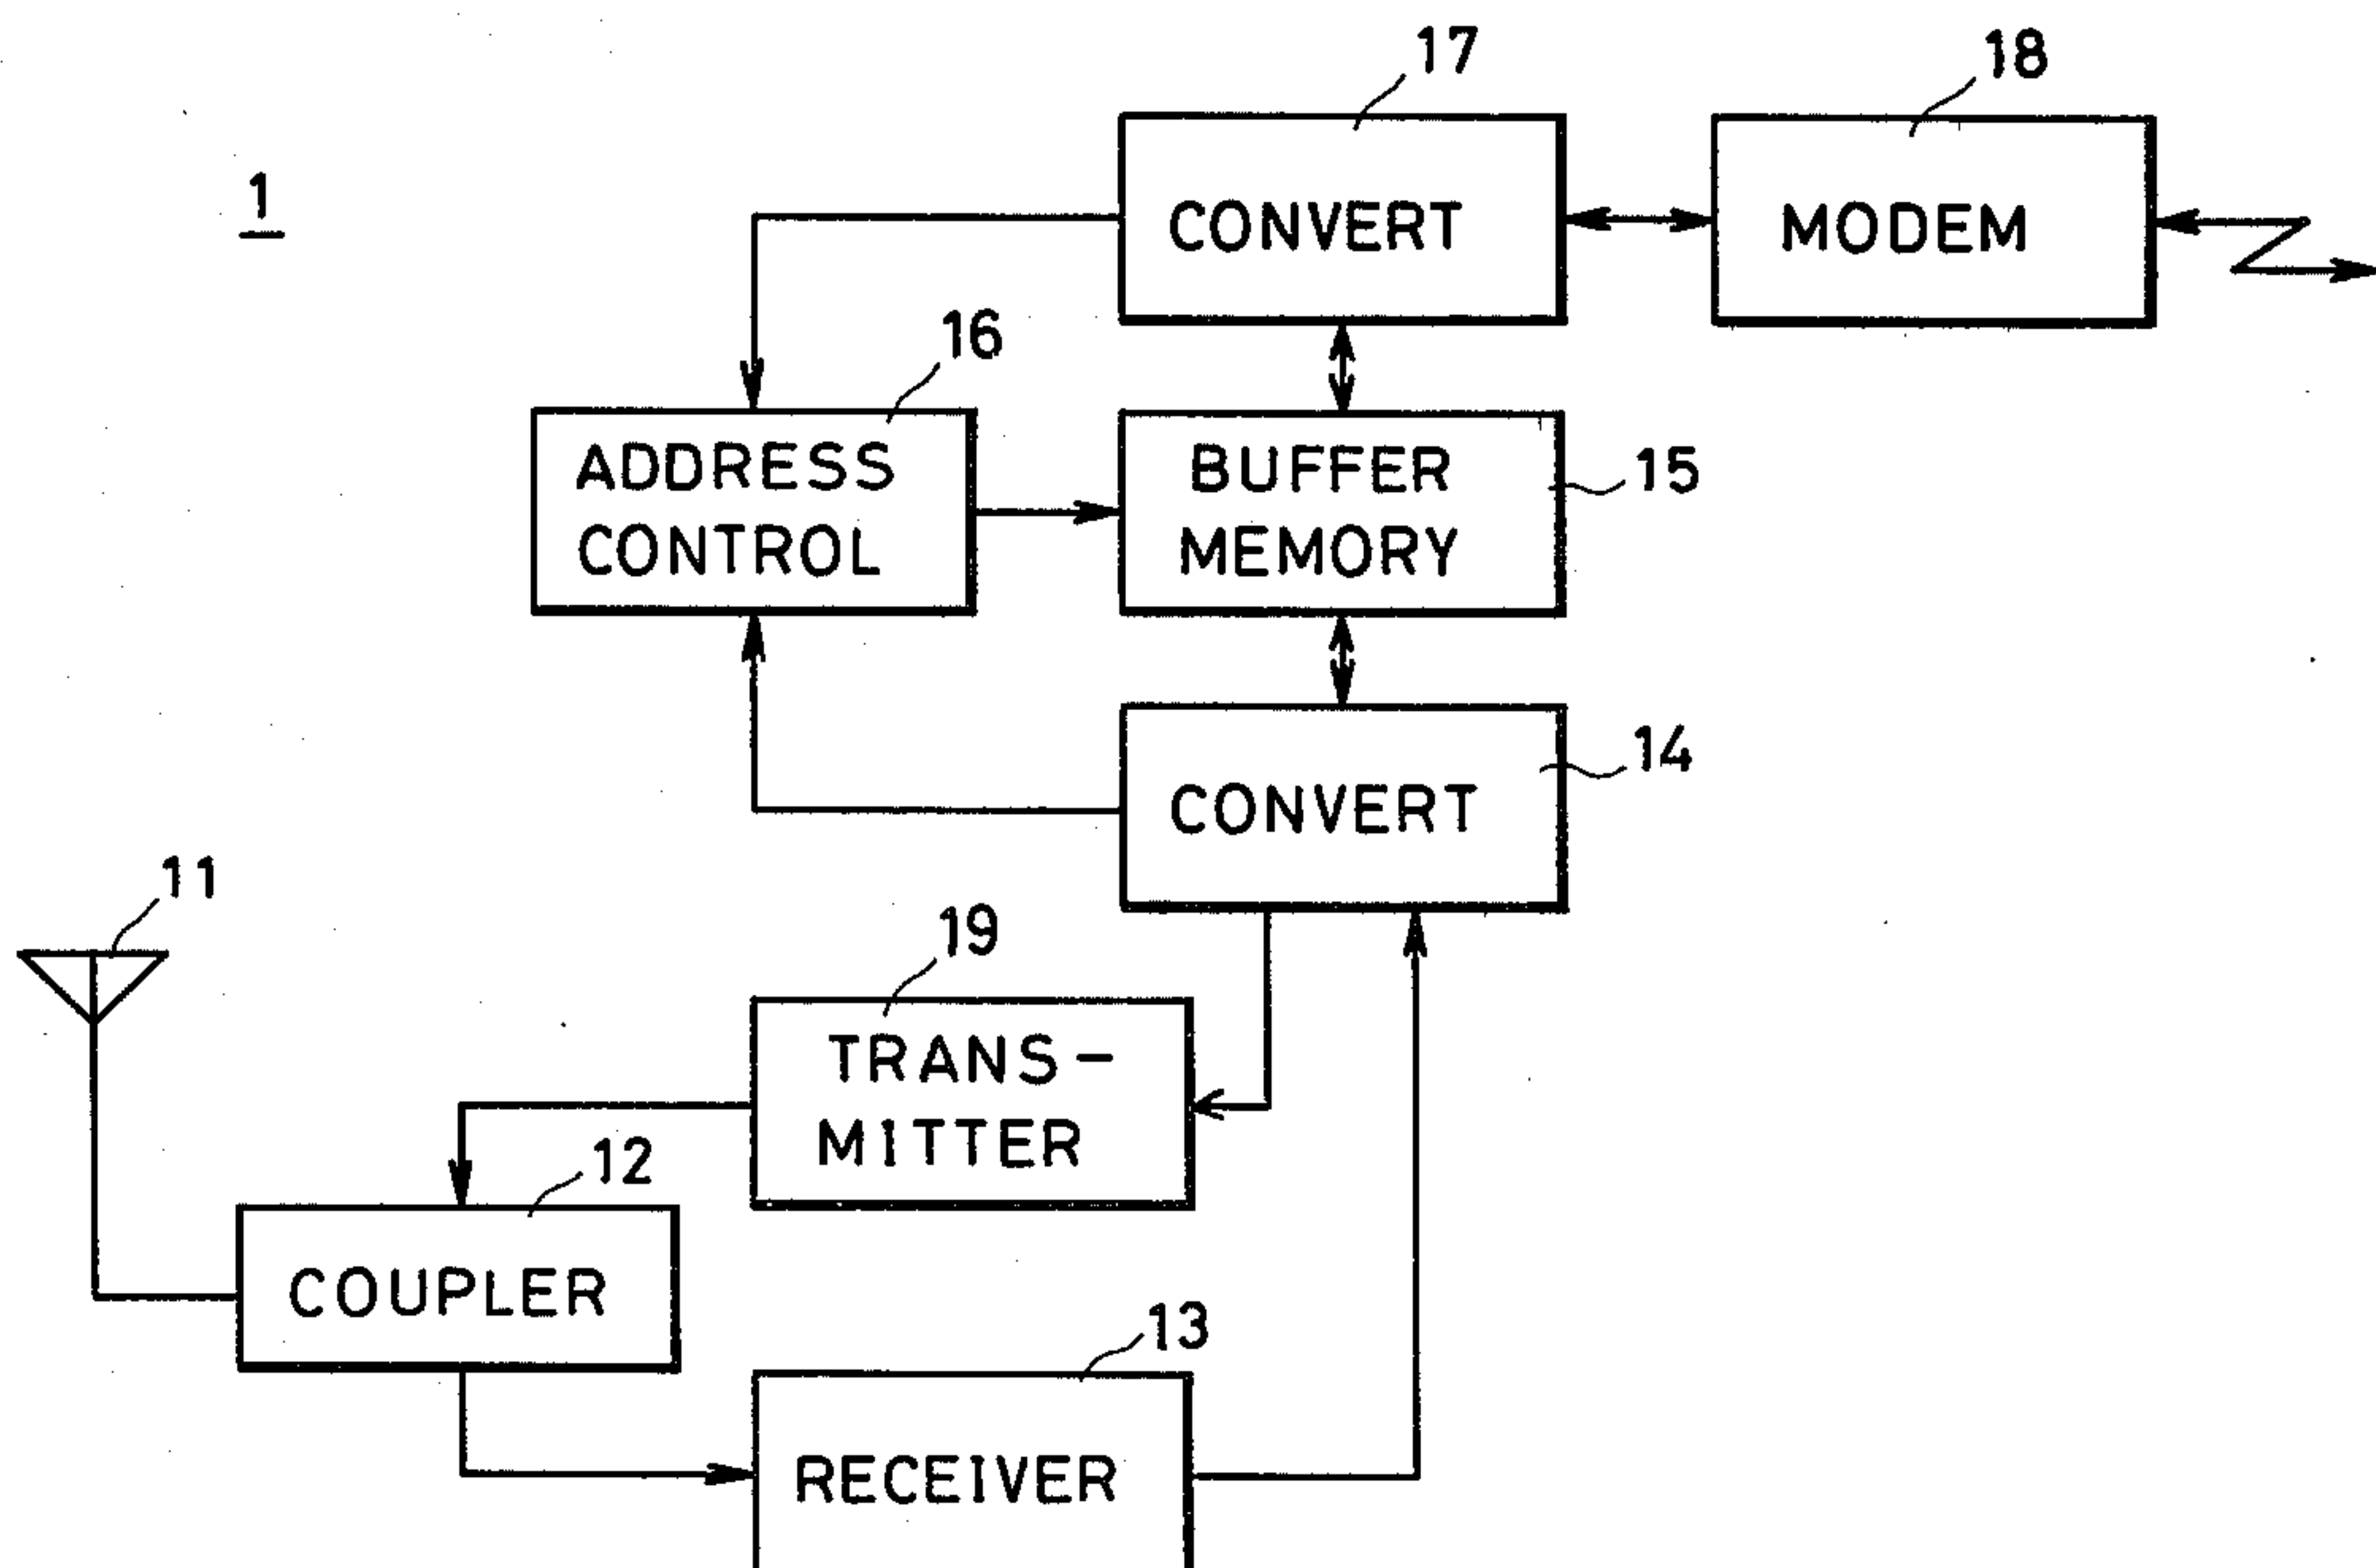 17
18
1
CONVERT
MODEM
16
ADDRESS
CONTROL
BUFFER
MEMORY
15
14
CONVERT
11
19
TRANS-
MITTER
12
COUPLER
13
RECEIVER